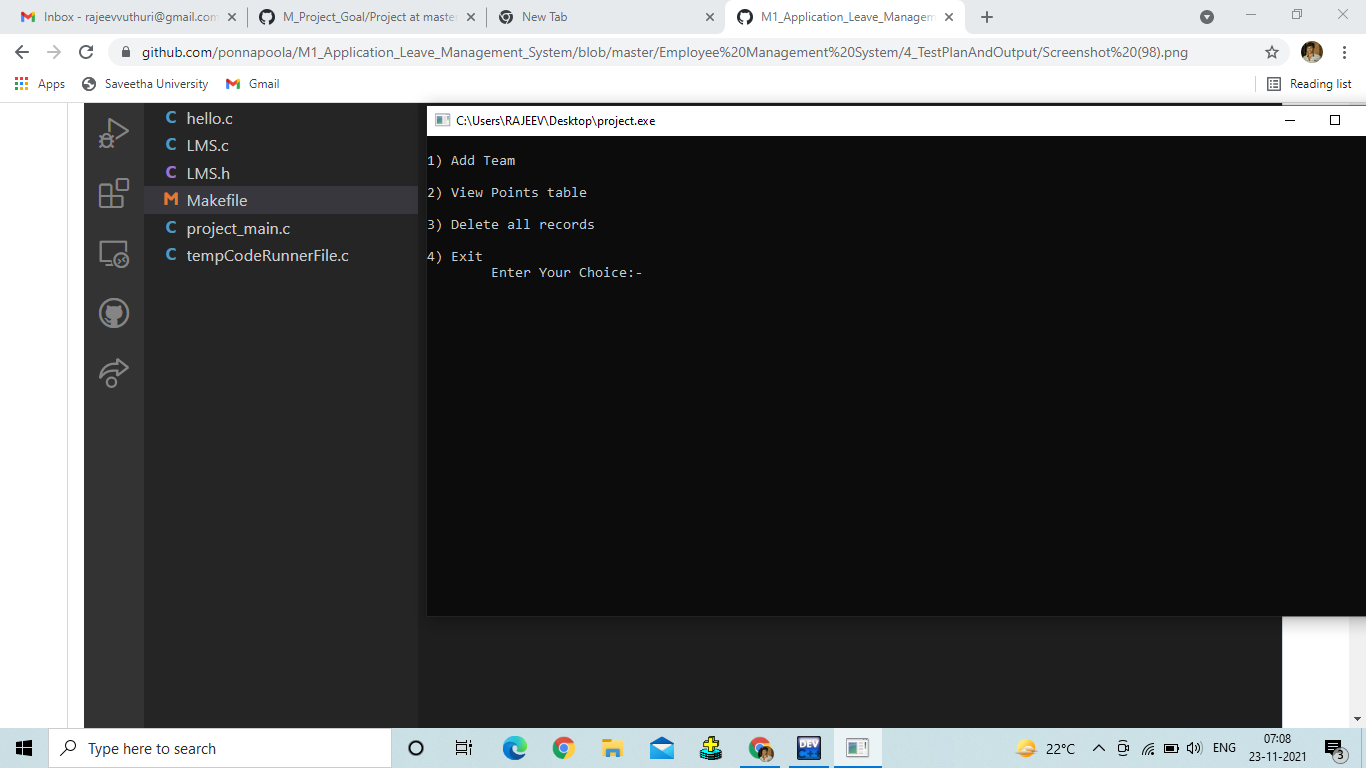 Inbox - rajeevvuthuri@gmail.com
M_Project_Goal/Project at master
New Tab
M1_Application_Leave_Managem
github.com/ponnapoola/M1_Application_Leave_Management_System/blob/master/Employee%20Management%20System/4_TestPlanAndOutput/Screenshot%20(98).png
Apps
Saveetha University
Gmail
Reading list
C hello.c
C LMS.c
C LMS.h
M Makefile
C project_main.c
C tempCodeRunnerFile.c
C:\Users\RAJEEV\Desktop\project.exe
1) Add Team
2) View Points table
3) Delete all records
4) Exit
Enter Your Choice:-
Type here to search
DEV
22°C
ENG
07:08
23-11-2021
3